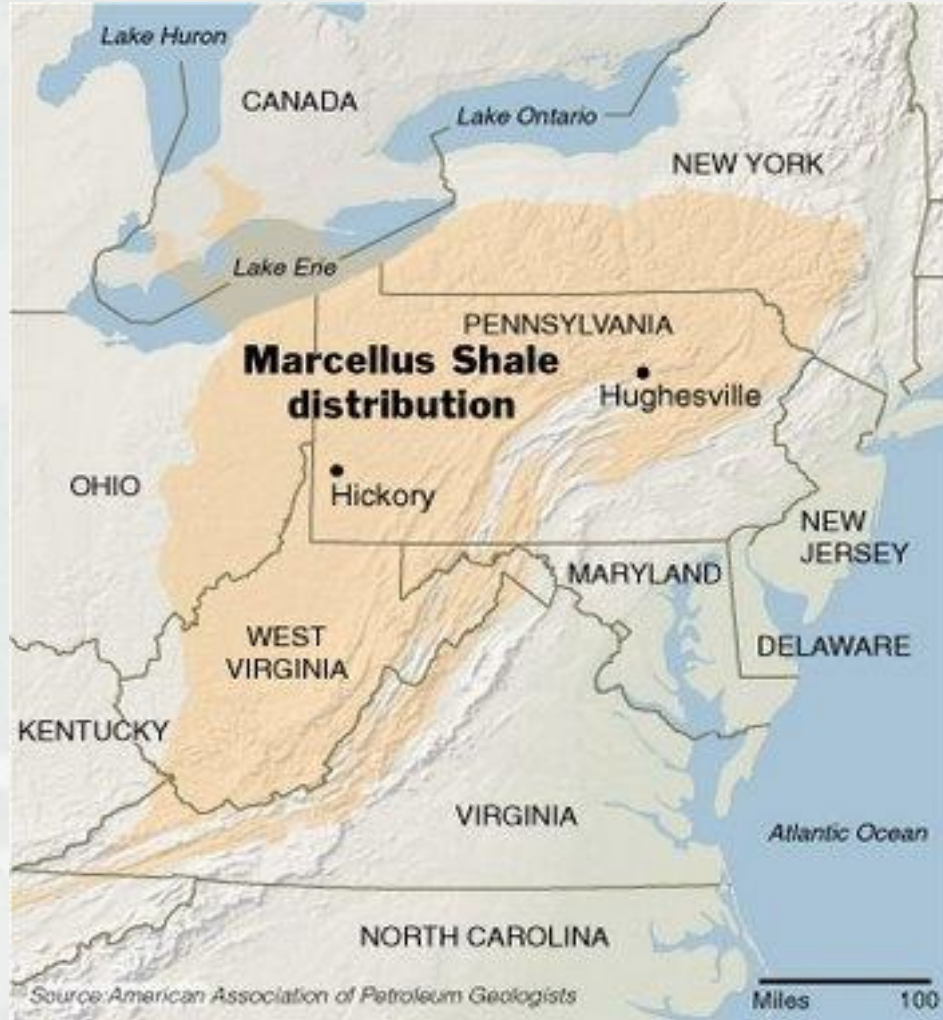 Lake Huron
CANADA
Lake Ontario
NEW YORK
Lake Erie
PENNSYLVANIA
Marcellus Shale
distribution
Hughesville
OHIO
Hickory
NEW
JERSEY
MARYLAND
WEST
VIRGINIA
DELAWARE
KENTUCKY
VIRGINIA
Atlantic Ocean
NORTH CAROLINA
Source:American Association of Petroleum Geologists
Miles 100